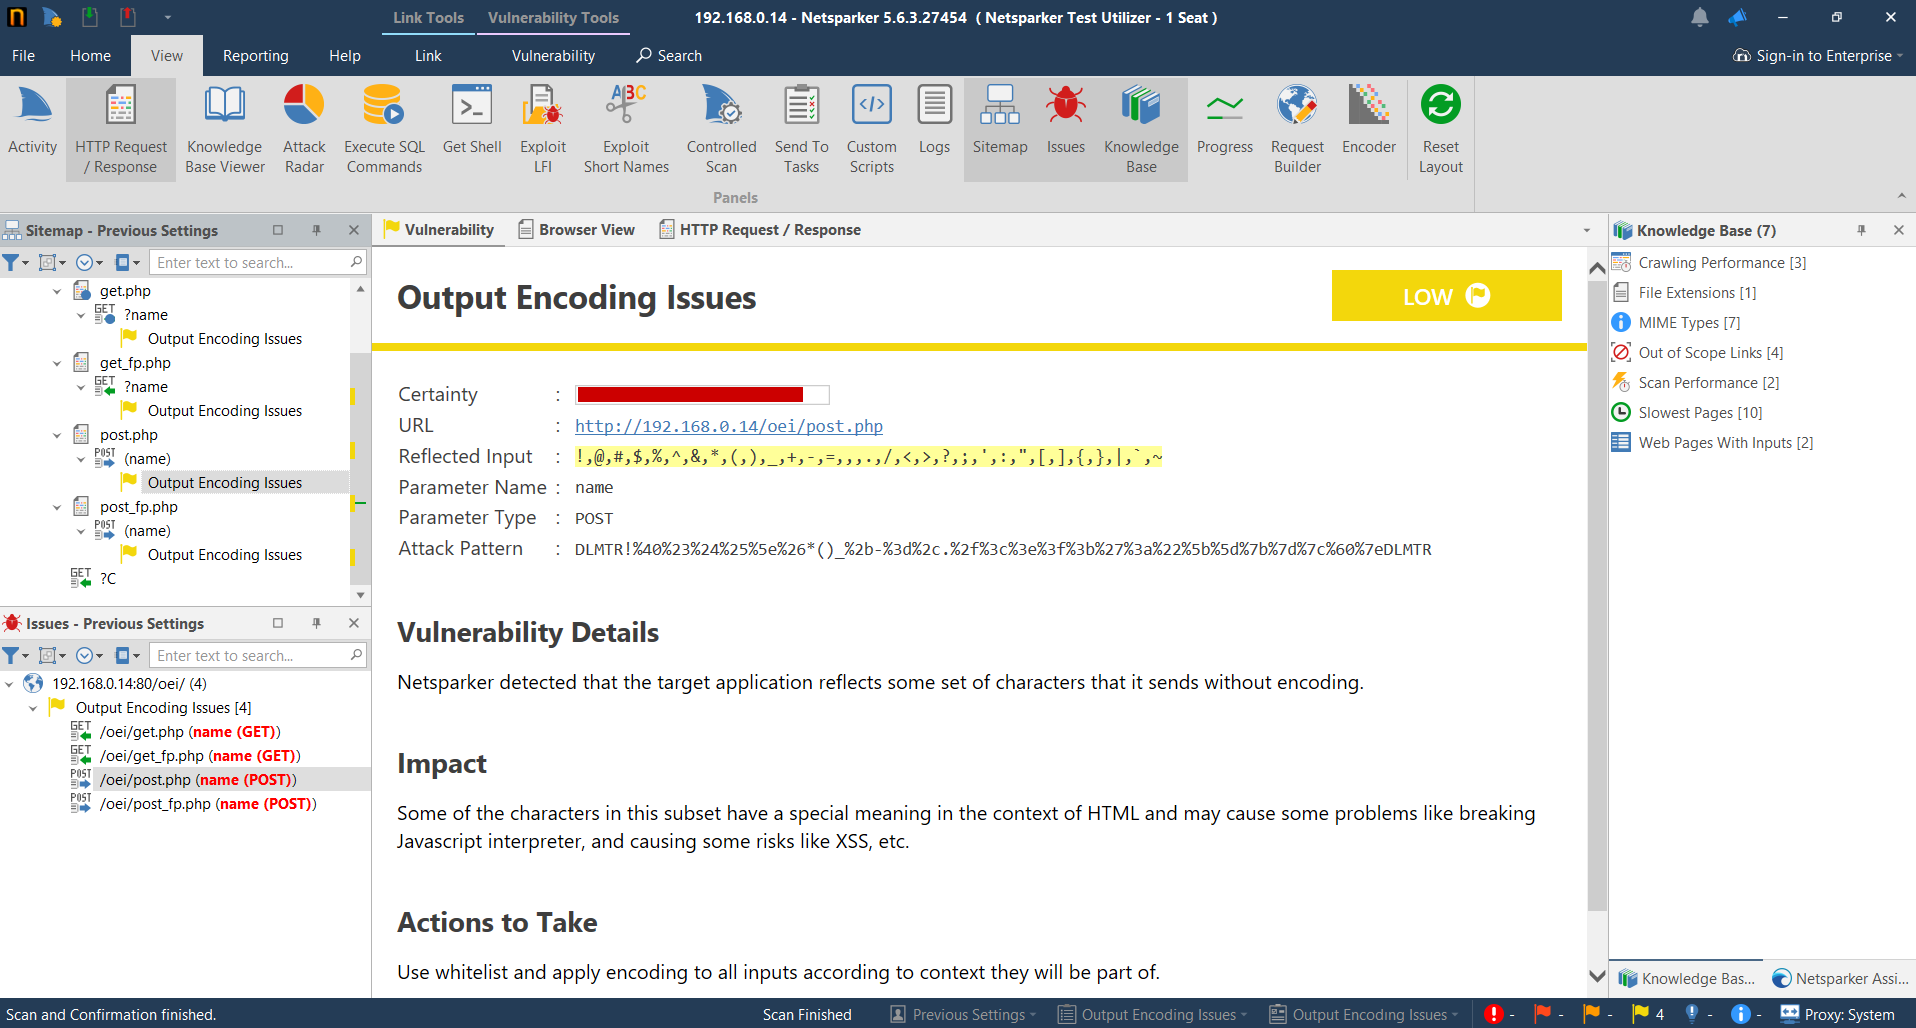 Link Tools
Vulnerability Tools
192.168.0.14 - Netsparker 5.6.3.27454 ( Netsparker Test Utilizer - 1 Seat )
File
Home
View
Reporting
Help
Link
Vulnerability
Search
Sign-in to Enterprise
Activity
HTTP Request
/ Response
Knowledge
Base Viewer
Attack
Radar
Execute SQL
Commands
Get Shell
Exploit
LFI
ABC
Exploit
Short Names
Controlled
Scan
Send To
Tasks
Custom
Scripts
Logs
Sitemap
Issues
Knowledge
Base
Progress
Request
Builder
Encoder
Reset
Layout
Panels
Sitemap - Previous Settings
Enter text to search...
get.php
GET ?name
Output Encoding Issues
get_fp.php
GET ?name
Output Encoding Issues
post.php
POST (name)
Output Encoding Issues
post_fp.php
POST (name)
Output Encoding Issues
GET ?C
Issues - Previous Settings
Enter text to search...
192.168.0.14:80/oei/ (4)
Output Encoding Issues [4]
GET /oei/get.php (name (GET))
GET /oei/get_fp.php (name (GET))
POST /oei/post.php (name (POST))
POST /oei/post_fp.php (name (POST))
Vulnerability
Browser View
HTTP Request / Response
Output Encoding Issues
LOW
Certainty :
URL : http://192.168.0.14/oei/post.php
Reflected Input : !,@,#,$,%,^,&,*,(,),_,+,-,=,,,.,/,<,>,?,;,',:,",[,],{,},|,`,~
Parameter Name : name
Parameter Type : POST
Attack Pattern : DLMTR!%40%23%24%25%5e%26*()_%2b-%3d%2c.%2f%3c%3e%3f%3b%27%3a%22%5b%5d%7b%7d%7c%60%7eDLMTR
Vulnerability Details
Netsparker detected that the target application reflects some set of characters that it sends without encoding.
Impact
Some of the characters in this subset have a special meaning in the context of HTML and may cause some problems like breaking
Javascript interpreter, and causing some risks like XSS, etc.
Actions to Take
Use whitelist and apply encoding to all inputs according to context they will be part of.
Knowledge Base (7)
Crawling Performance [3]
File Extensions [1]
MIME Types [7]
Out of Scope Links [4]
Scan Performance [2]
Slowest Pages [10]
Web Pages With Inputs [2]
Knowledge Bas...
Netsparker Assi...
Scan and Confirmation finished.
Scan Finished
Previous Settings
Output Encoding Issues
Output Encoding Issues
-
-
-
4
-
-
Proxy: System